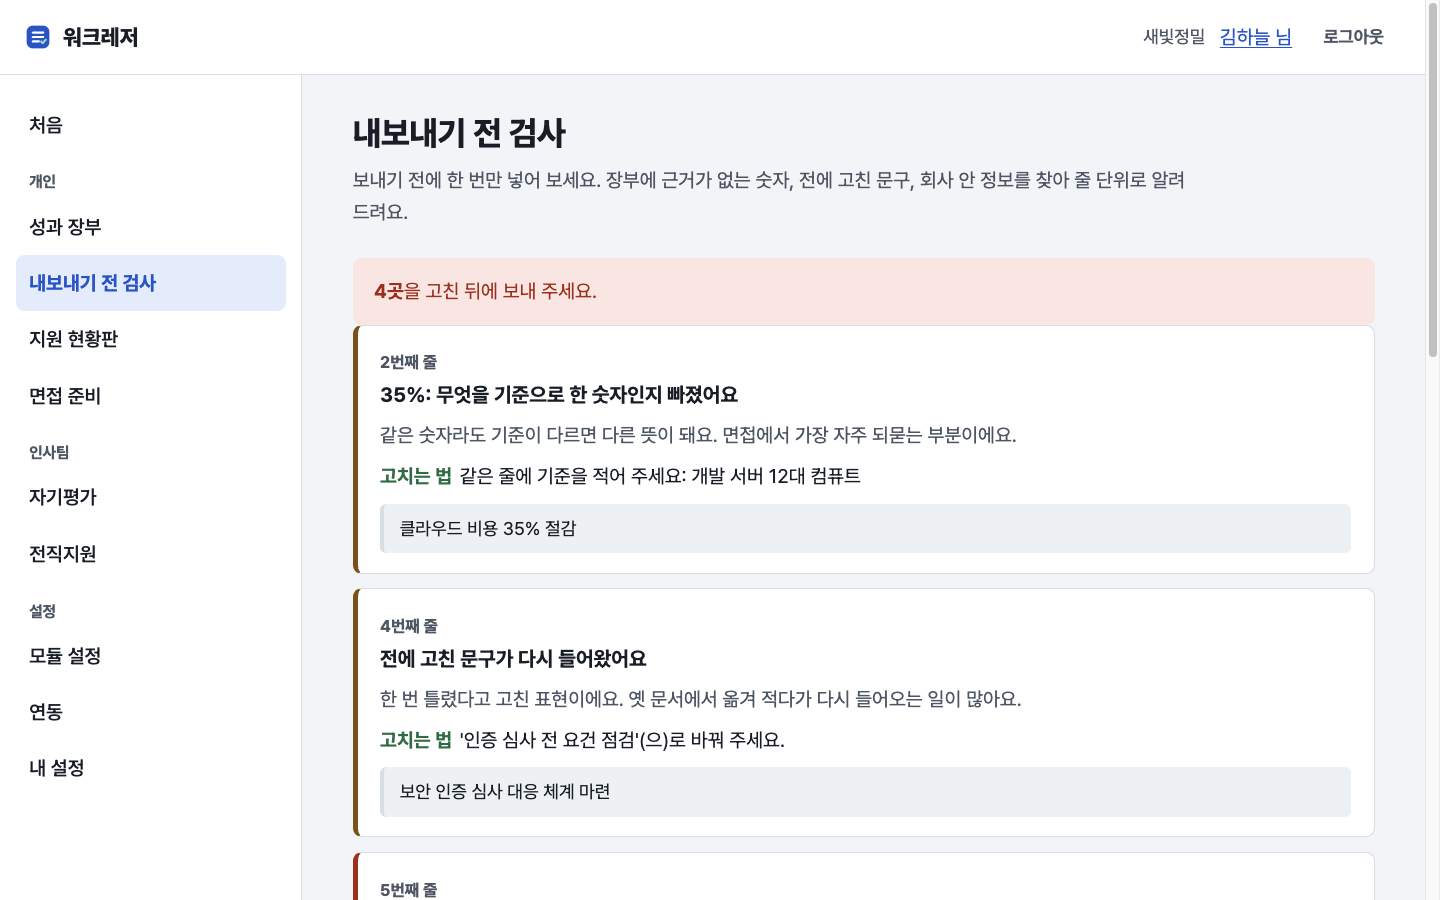 워크레저
새빛정밀 김하늘 님 로그아웃
처음
개인
성과 장부
내보내기 전 검사
지원 현황판
면접 준비
인사팀
자기평가
전직지원
설정
모듈 설정
연동
내 설정
내보내기 전 검사
보내기 전에 한 번만 넣어 보세요. 장부에 근거가 없는 숫자, 전에 고친 문구, 회사 안 정보를 찾아 줄 단위로 알려
드려요.
4곳을 고친 뒤에 보내 주세요.
2번째 줄
35%: 무엇을 기준으로 한 숫자인지 빠졌어요
같은 숫자라도 기준이 다르면 다른 뜻이 돼요. 면접에서 가장 자주 되묻는 부분이에요.
고치는 법 같은 줄에 기준을 적어 주세요: 개발 서버 12대 컴퓨트
클라우드 비용 35% 절감
4번째 줄
전에 고친 문구가 다시 들어왔어요
한 번 틀렸다고 고친 표현이에요. 옛 문서에서 옮겨 적다가 다시 들어오는 일이 많아요.
고치는 법 '인증 심사 전 요건 점검'(으)로 바꿔 주세요.
보안 인증 심사 대응 체계 마련
5번째 줄